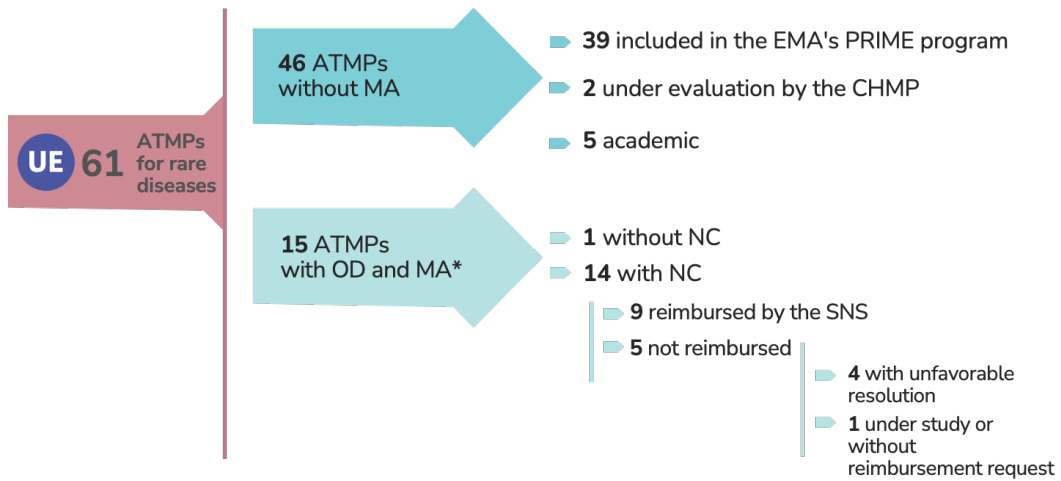 UE 61 ATMPs
for rare
diseases
46 ATMPs
without MA
39 included in the EMA's PRIME program
2 under evaluation by the CHMP
5 academic
15 ATMPs
with OD and MA*
1 without NC
14 with NC
9 reimbursed by the SNS
5 not reimbursed
4 with unfavorable
resolution
1 under study or
without
reimbursement request